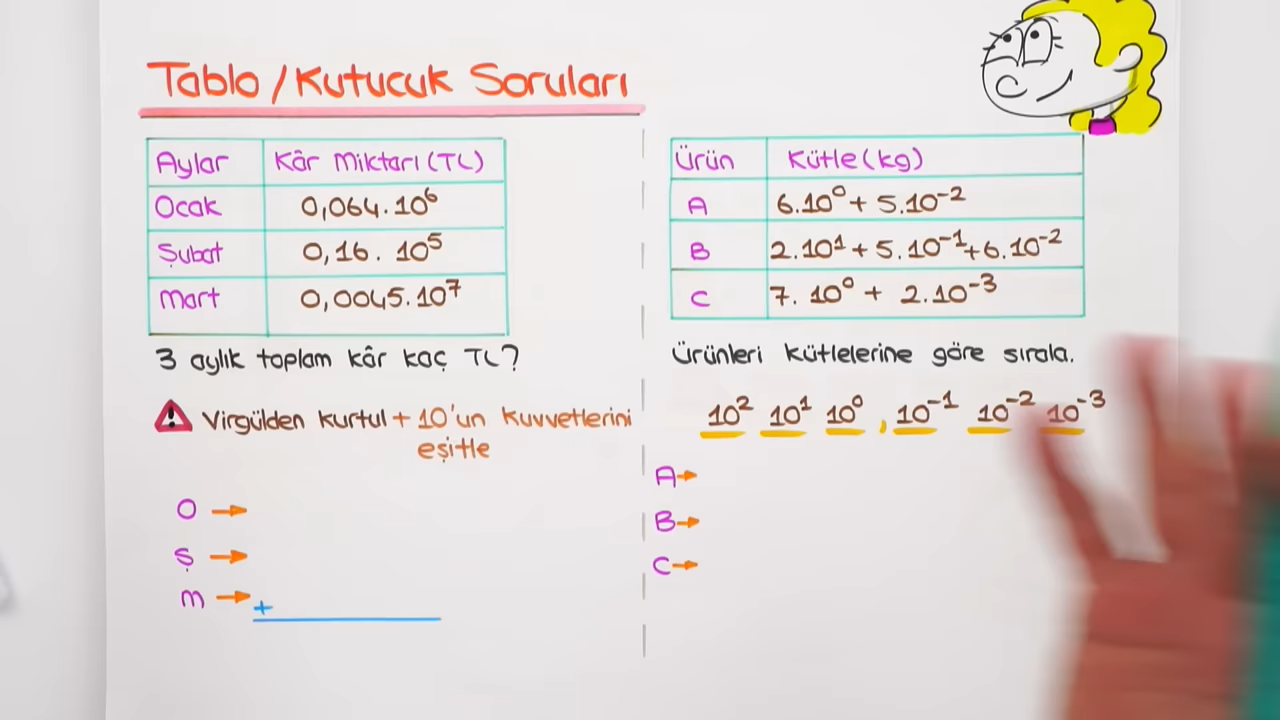 Tablo / Kutucuk Soruları
Aylar Kâr Miktarı (TL)
Ocak 0,064.10⁶
Şubat 0,16. 10⁵
Mart 0,0045.10⁷
3 aylık toplam kâr kaç TL?
Virgülden kurtul + 10'un kuvvetlerini
eşitle
O →
Ş →
M →
+
Ürün Kütle (kg)
A 6.10⁰ + 5.10⁻²
B 2.10¹ + 5.10⁻¹ + 6.10⁻²
C 7. 10⁰ + 2.10⁻³
Ürünleri kütlelerine göre sırala.
10² 10¹ 10⁰ , 10⁻¹ 10⁻² 10⁻³
A →
B →
C →